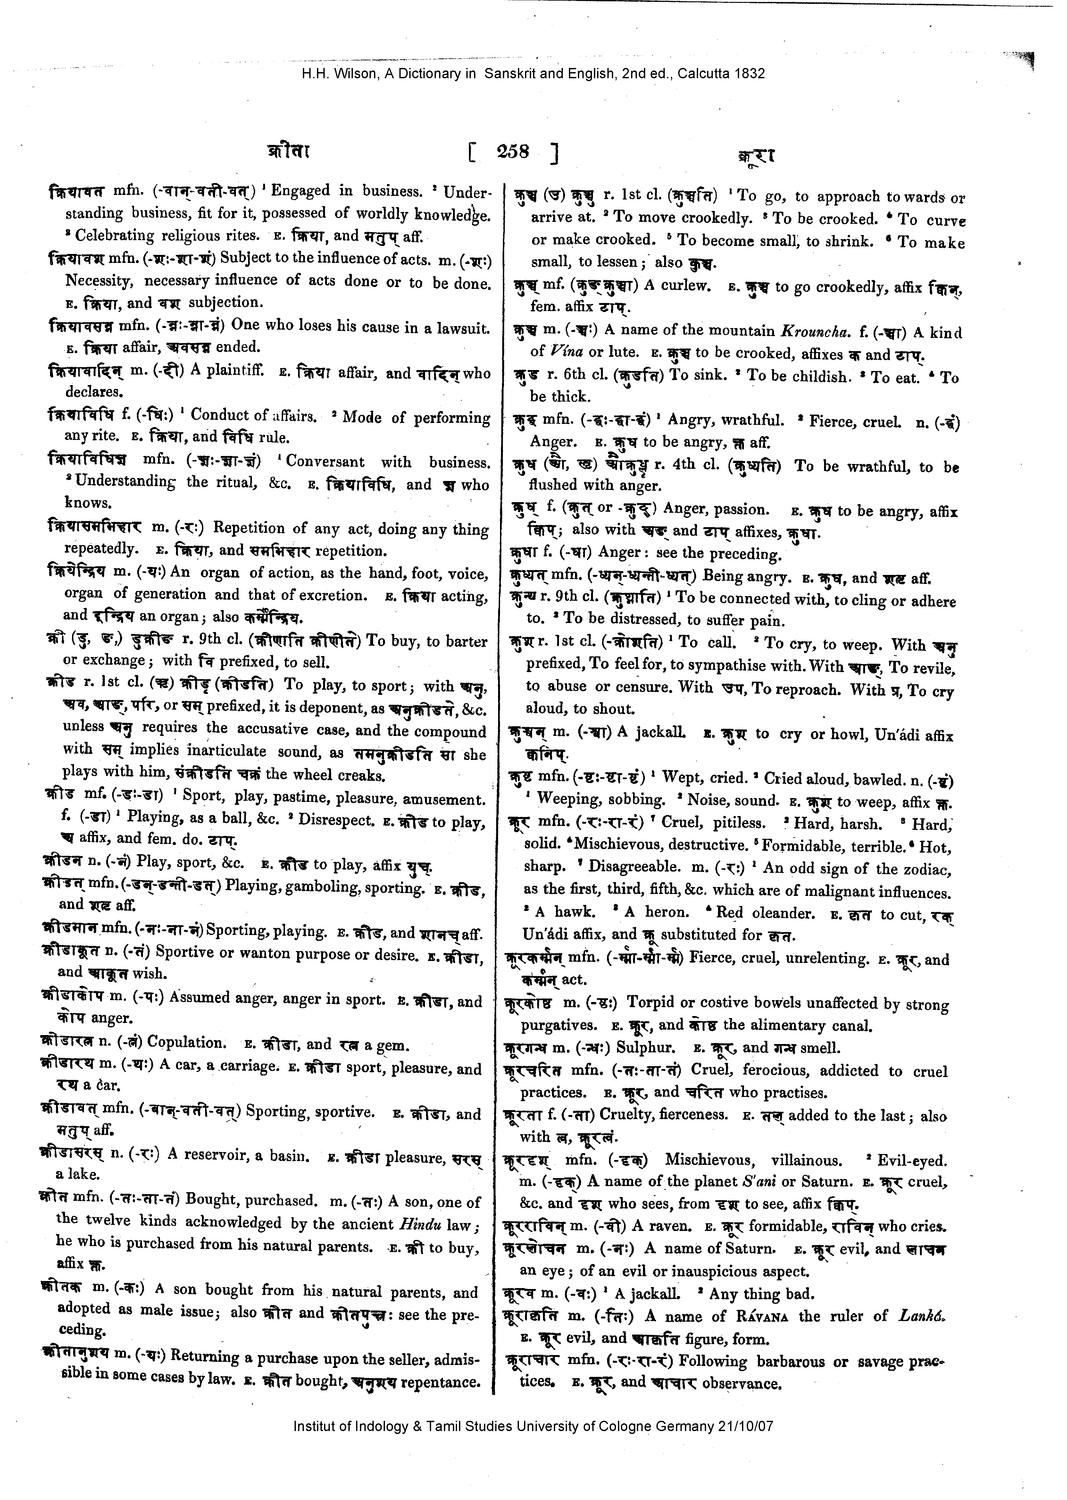 H.H. Wilson, A Dictionary in Sanskrit and English, 2nd ed., Calcutta 1832
क्रीता [ 258 ] क्रूरा
क्रियावत mfn. (-वान्-वती-वत्) ¹ Engaged in business. ² Under-
standing business, fit for it, possessed of worldly knowledge.
³ Celebrating religious rites. E. क्रिया, and मतुप् aff.
क्रियावश mfn. (-शः-शा-शं) Subject to the influence of acts. m. (-शः)
Necessity, necessary influence of acts done or to be done.
E. क्रिया, and वश subjection.
क्रियावसन्न mfn. (-न्नः-न्ना-न्नं) One who loses his cause in a lawsuit.
E. क्रिया affair, अवसन्न ended.
क्रियावादिन् m. (-दी) A plaintiff. E. क्रिया affair, and वादिन् who
declares.
क्रियाविधि f. (-धिः) ¹ Conduct of affairs. ² Mode of performing
any rite. E. क्रिया, and विधि rule.
क्रियाविधिज्ञ mfn. (-ज्ञः-ज्ञा-ज्ञं) ¹ Conversant with business.
² Understanding the ritual, &c. E. क्रियाविधि, and ज्ञ who
knows.
क्रियासमभिहार m. (-रः) Repetition of any act, doing any thing
repeatedly. E. क्रिया, and समभिहार repetition.
क्रियेन्द्रिय m. (-यः) An organ of action, as the hand, foot, voice,
organ of generation and that of excretion. E. क्रिया acting,
and इन्द्रिय an organ; also कर्म्मेन्द्रिय.
क्री (डु, ङ,) डुक्रीङ r. 9th cl. (क्रीणाति क्रीणीते) To buy, to barter
or exchange; with वि prefixed, to sell.
क्रीड r. 1st cl. (ऋ) क्रीडृ (क्रीडति) To play, to sport; with अनु,
अव, आङ्, परि, or सम् prefixed, it is deponent, as अनुक्रीडते, &c.
unless अनु requires the accusative case, and the compound
with सम् implies inarticulate sound, as तमनुक्रीडति सा she
plays with him, संक्रीडति चक्रं the wheel creaks.
क्रीड mf. (-डः-डा) ¹ Sport, play, pastime, pleasure, amusement.
f. (-डा) ¹ Playing, as a ball, &c. ² Disrespect. E. क्रीड to play,
अ affix, and fem. do. टाप्.
क्रीडन n. (-नं) Play, sport, &c. E. क्रीड to play, affix युच्.
क्रीडत् mfn. (-डन्-डन्ती-डत्) Playing, gamboling, sporting. E. क्रीड,
and शतृ aff.
क्रीडमान mfn. (-नः-ना-नं) Sporting, playing. E. क्रीड, and शानच् aff.
क्रीडाकूत n. (-तं) Sportive or wanton purpose or desire. E. क्रीडा,
and आकूत wish.
क्रीडाकोप m. (-पः) Assumed anger, anger in sport. E. क्रीडा, and
कोप anger.
क्रीडारत्न n. (-त्नं) Copulation. E. क्रीडा, and रत्न a gem.
क्रीडारथ m. (-थः) A car, a carriage. E. क्रीडा sport, pleasure, and
रथ a car.
क्रीडावत् mfn. (-वान्-वती-वत्) Sporting, sportive. E. क्रीडा, and
मतुप् aff.
क्रीडासरस् n. (-रः) A reservoir, a basin. E. क्रीडा pleasure, सरस्
a lake.
क्रीत mfn. (-तः-ता-तं) Bought, purchased. m. (-तः) A son, one of
the twelve kinds acknowledged by the ancient Hindu law;
he who is purchased from his natural parents. E. क्री to buy,
affix क्त.
क्रीतक m. (-कः) A son bought from his natural parents, and
adopted as male issue; also क्रीत and क्रीतपुत्त्रः see the pre-
ceding.
क्रीतानुशय m. (-यः) Returning a purchase upon the seller, admis-
sible in some cases by law. E. क्रीत bought, अनुशय repentance.
क्रुञ्च (उ) क्रुञ्चु r. 1st cl. (क्रुञ्चति) ¹ To go, to approach towards or
arrive at. ² To move crookedly. ³ To be crooked. ⁴ To curve
or make crooked. ⁵ To become small, to shrink. ⁶ To make
small, to lessen; also कुञ्च.
क्रुञ्च mf. (क्रुङ् क्रुञ्चा) A curlew. E. क्रुञ्च to go crookedly, affix क्विन्,
fem. affix टाप्.
क्रुञ्च m. (-ञ्चः) A name of the mountain Krouncha. f. (-ञ्चा) A kind
of Vína or lute. E. क्रुञ्च to be crooked, affixes क and टाप्.
क्रुड r. 6th cl. (क्रुडति) To sink. ² To be childish. ³ To eat. ⁴ To
be thick.
क्रुद्ध mfn. (-द्धः-द्धा-द्धं) ¹ Angry, wrathful. ² Fierce, cruel. n. (-द्धं)
Anger. E. क्रुध to be angry, क्त aff.
क्रुध (औ, ऌ) r. 4th cl. (क्रुध्यति) To be wrathful, to be
flushed with anger.
क्रुध् f. (क्रुत् or -क्रुद्) Anger, passion. E. क्रुध to be angry, affix
क्विप्; also with अङ् and टाप् affixes, क्रुधा.
क्रुधा f. (-धा) Anger: see the preceding.
क्रुध्यत् mfn. (-ध्यन्-ध्यन्ती-ध्यत्) Being angry. E. क्रुध, and शतृ aff.
क्रुन्थ r. 9th cl. (क्रुथ्नाति) ¹ To be connected with, to cling or adhere
to. ² To be distressed, to suffer pain.
क्रुश r. 1st cl. (-क्रोशति) ¹ To call. ² To cry, to weep. With अनु
prefixed, To feel for, to sympathise with. With आङ्, To revile,
to abuse or censure. With उप, To reproach. With प्र, To cry
aloud, to shout.
क्रुश्वन् m. (-श्वा) A jackall. E. क्रुश to cry or howl, Un'ádi affix
क्वनिप्.
क्रुष्ट mfn. (-ष्टः-ष्टा-ष्टं) ¹ Wept, cried. ² Cried aloud, bawled. n. (-ष्टं)
¹ Weeping, sobbing. ² Noise, sound. E. क्रुश to weep, affix क्त.
क्रूर mfn. (-रः-रा-रं) ¹ Cruel, pitiless. ² Hard, harsh. ³ Hard,
solid. ⁴ Mischievous, destructive. ⁵ Formidable, terrible. ⁶ Hot,
sharp. ⁷ Disagreeable. m. (-रः) ¹ An odd sign of the zodiac,
as the first, third, fifth, &c. which are of malignant influences.
² A hawk. ³ A heron. ⁴ Red oleander. E. कृत to cut, रक्
Un'ádi affix, and क्रू substituted for कृत.
क्रूरकर्म्मन् mfn. (-र्म्मा-र्म्मा-र्म्म) Fierce, cruel, unrelenting. E. क्रूर, and
कर्म्मन् act.
क्रूरकोष्ठ m. (-ष्ठः) Torpid or costive bowels unaffected by strong
purgatives. E. क्रूर, and कोष्ठ the alimentary canal.
क्रूरगन्ध m. (-न्धः) Sulphur. E. क्रूर, and गन्ध smell.
क्रूरचरित mfn. (-तः-ता-तं) Cruel, ferocious, addicted to cruel
practices. E. क्रूर, and चरित who practises.
क्रूरता f. (-ता) Cruelty, fierceness. E. तल् added to the last; also
with त्व, क्रूरत्वं.
क्रूरदृश् mfn. (-दृक्) Mischievous, villainous. ² Evil-eyed.
m. (-दृक्) A name of the planet S'ani or Saturn. E. क्रूर cruel,
&c. and दृश who sees, from दृश to see, affix क्विप्.
क्रूरराविन् m. (-वी) A raven. E. क्रूर formidable, राविन् who cries.
क्रूरलोचन m. (-नः) A name of Saturn. E. क्रूर evil, and लोचन
an eye; of an evil or inauspicious aspect.
क्रूरव m. (-वः) ¹ A jackall. ² Any thing bad.
क्रूराकृति m. (-तिः) A name of RÁVANA the ruler of Lanká.
E. क्रूर evil, and आकृति figure, form.
क्रूराचार mfn. (-रः-रा-रं) Following barbarous or savage prac-
tices. E. क्रूर, and आचार observance.
Institut of Indology & Tamil Studies University of Cologne Germany 21/10/07